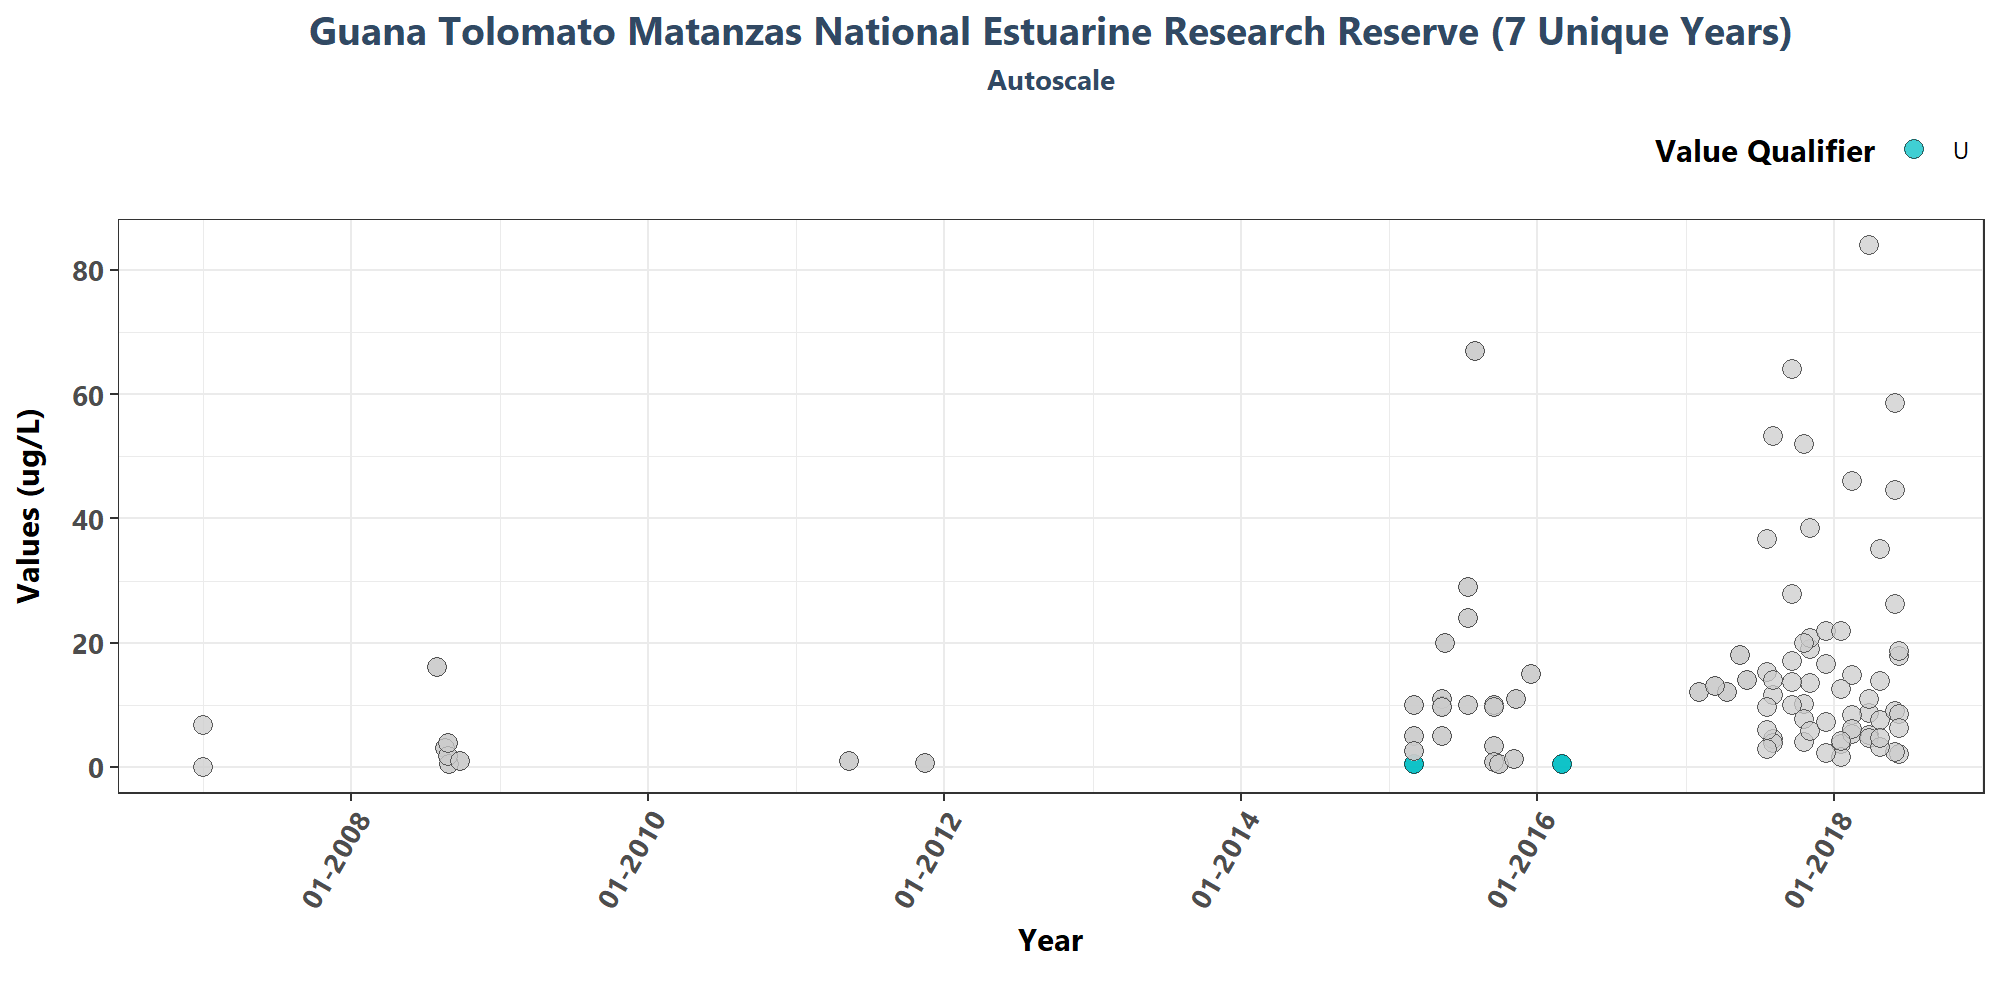 Guana Tolomato Matanzas National Estuarine Research Reserve (7 Unique Years)
Autoscale
Value Qualifier U
Values (ug/L)
80
60
40
20
0
01-2008
01-2010
01-2012
01-2014
01-2016
01-2018
Year